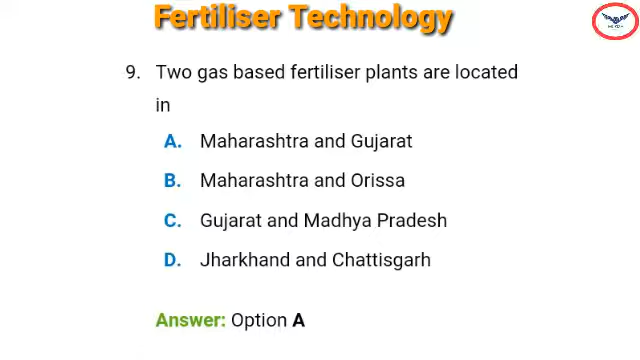 Fertiliser Technology
9. Two gas based fertiliser plants are located
in
A. Maharashtra and Gujarat
B. Maharashtra and Orissa
C. Gujarat and Madhya Pradesh
D. Jharkhand and Chattisgarh
Answer: Option A